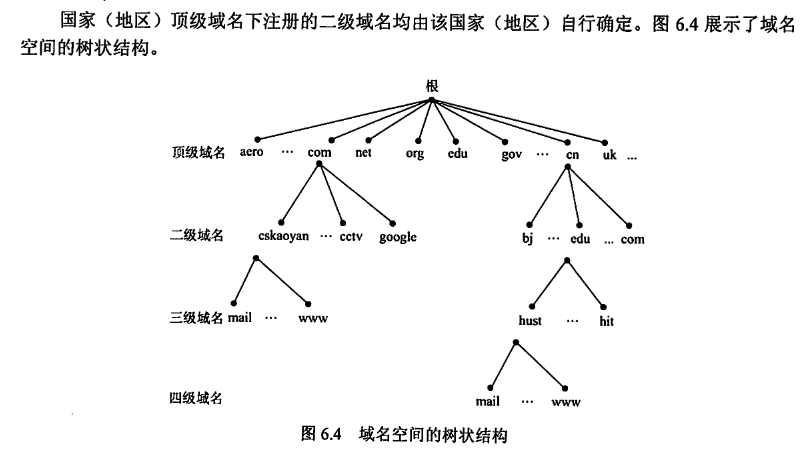 国家（地区）顶级域名下注册的二级域名均由该国家（地区）自行确定。图 6.4 展示了域名
空间的树状结构。
根
顶级域名 aero … com net org edu gov … cn uk ...
二级域名 cskaoyan … cctv google bj … edu ... com
三级域名 mail … www hust … hit
四级域名 mail … www
图 6.4 域名空间的树状结构